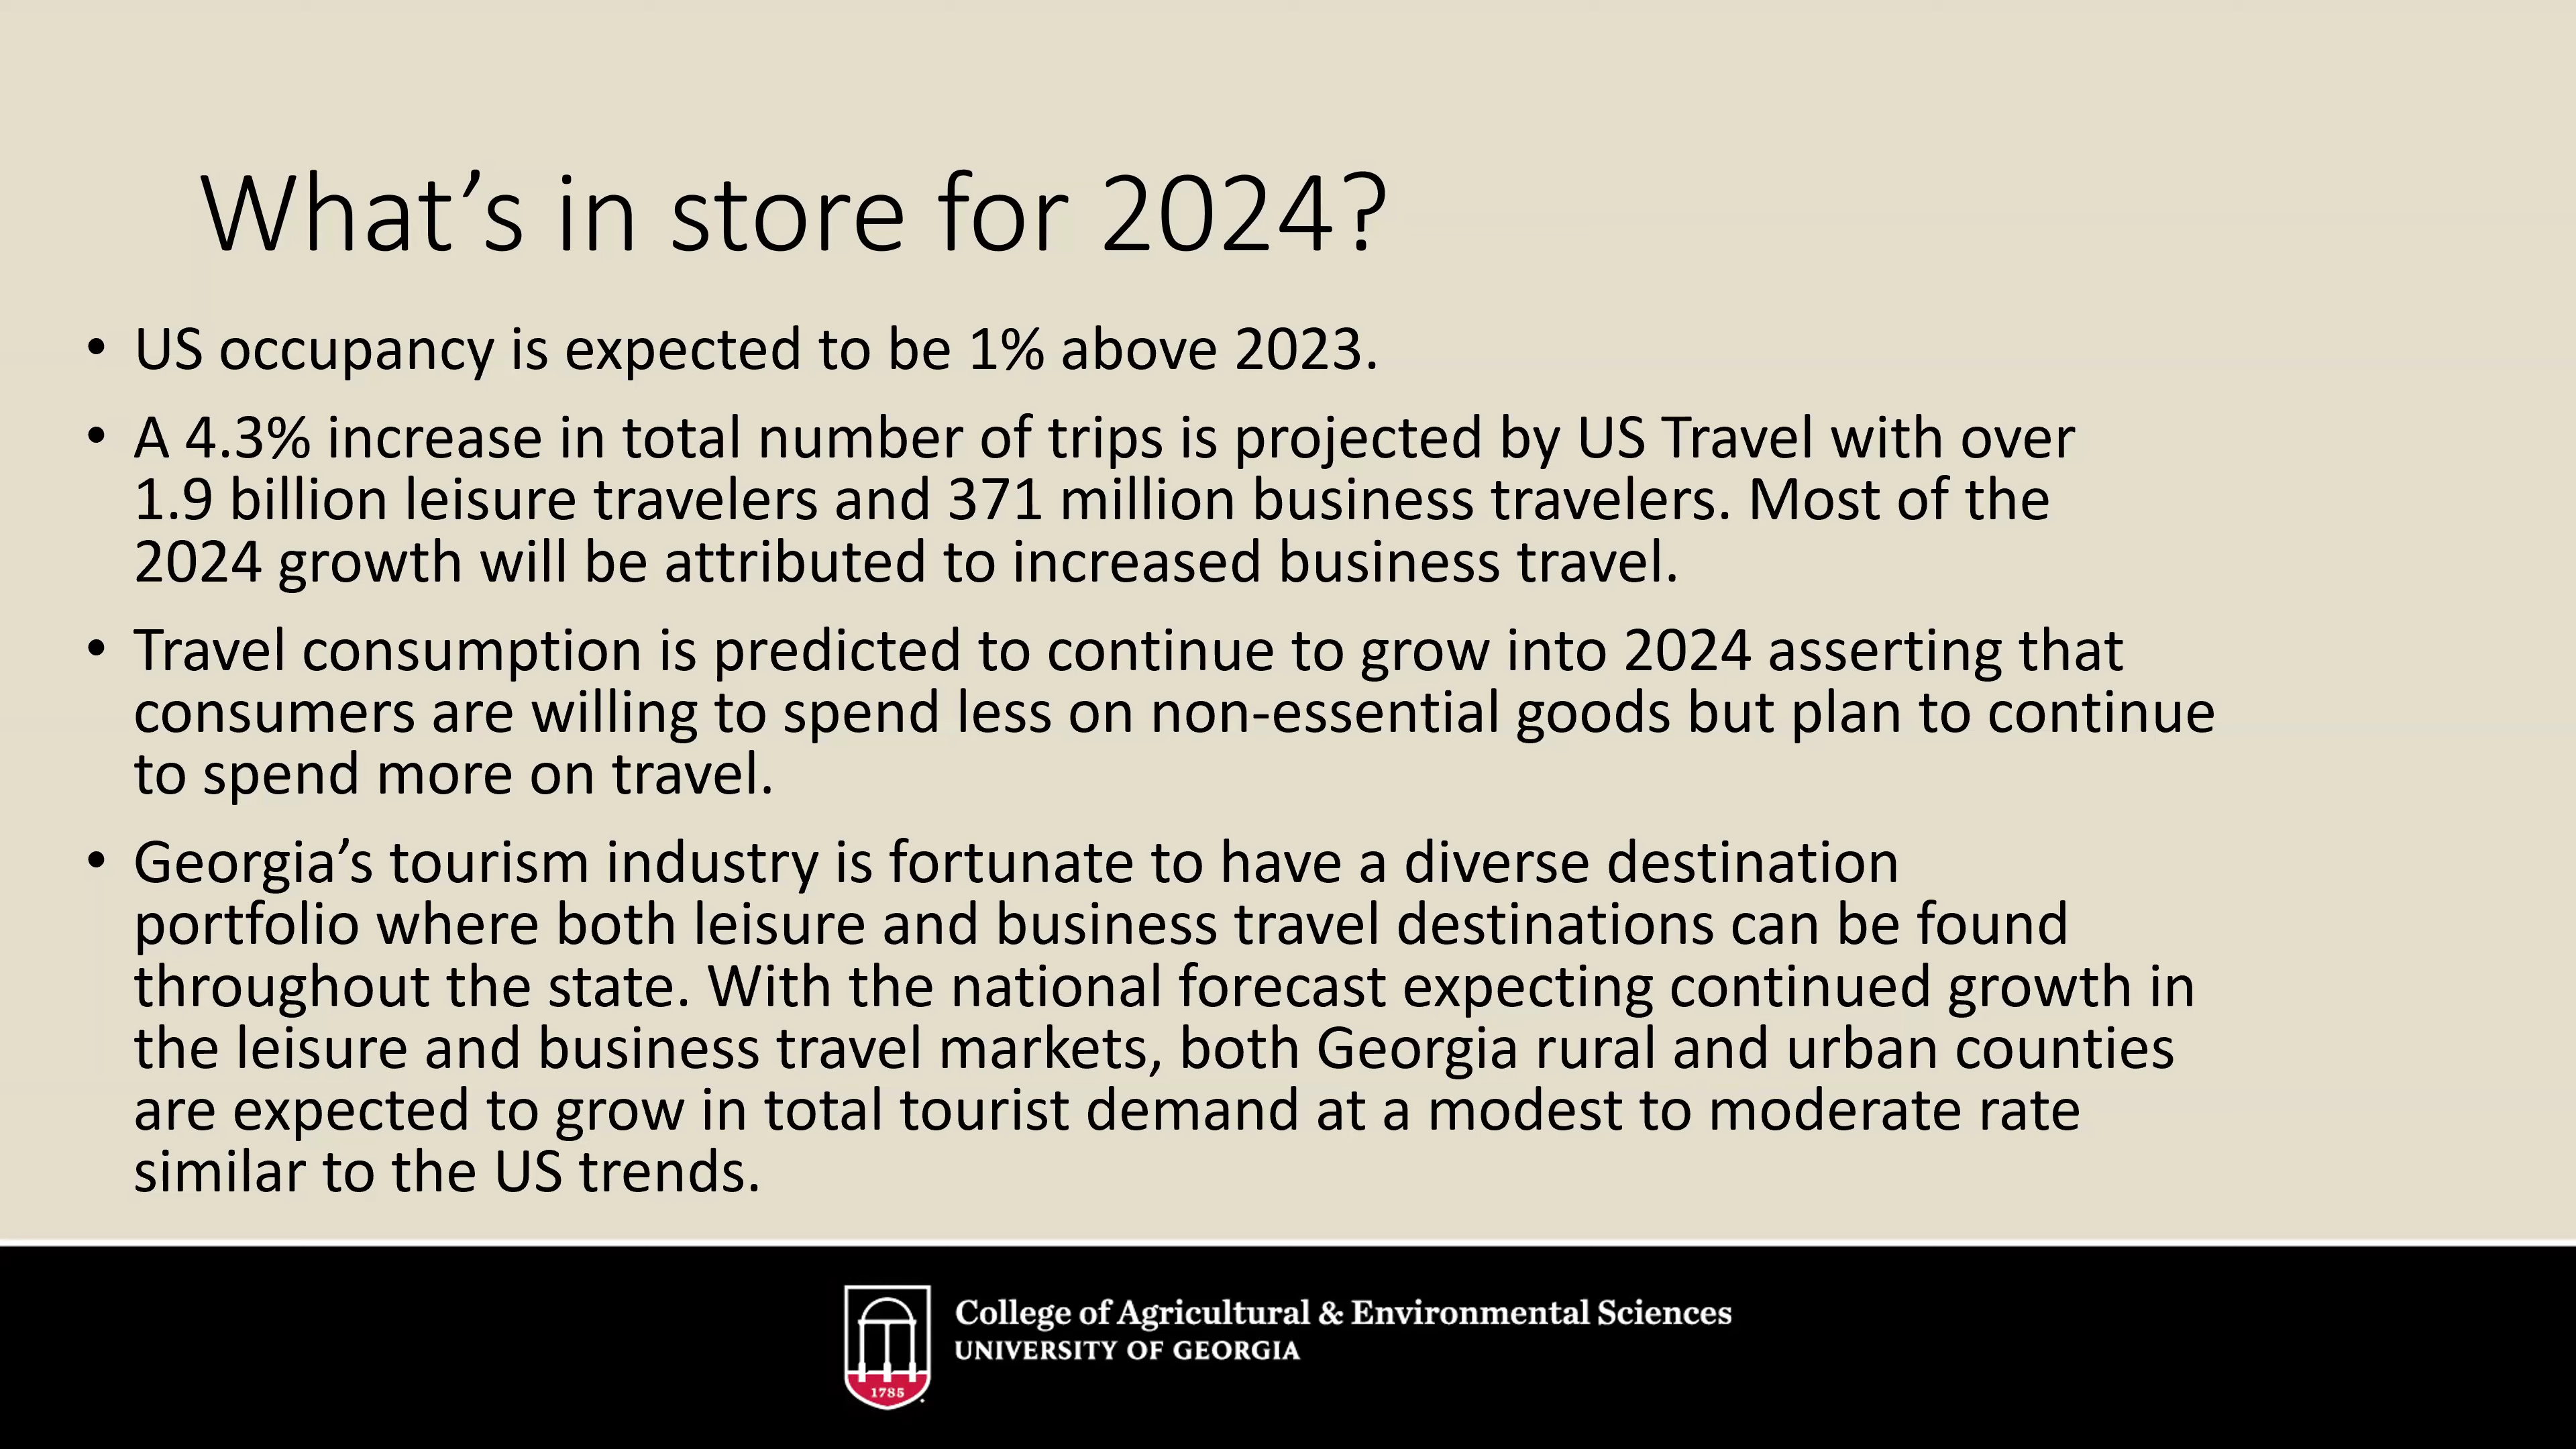 What’s in store for 2024?
• US occupancy is expected to be 1% above 2023.
• A 4.3% increase in total number of trips is projected by US Travel with over
1.9 billion leisure travelers and 371 million business travelers. Most of the
2024 growth will be attributed to increased business travel.
• Travel consumption is predicted to continue to grow into 2024 asserting that
consumers are willing to spend less on non-essential goods but plan to continue
to spend more on travel.
• Georgia’s tourism industry is fortunate to have a diverse destination
portfolio where both leisure and business travel destinations can be found
throughout the state. With the national forecast expecting continued growth in
the leisure and business travel markets, both Georgia rural and urban counties
are expected to grow in total tourist demand at a modest to moderate rate
similar to the US trends.
College of Agricultural & Environmental Sciences
UNIVERSITY OF GEORGIA
1785